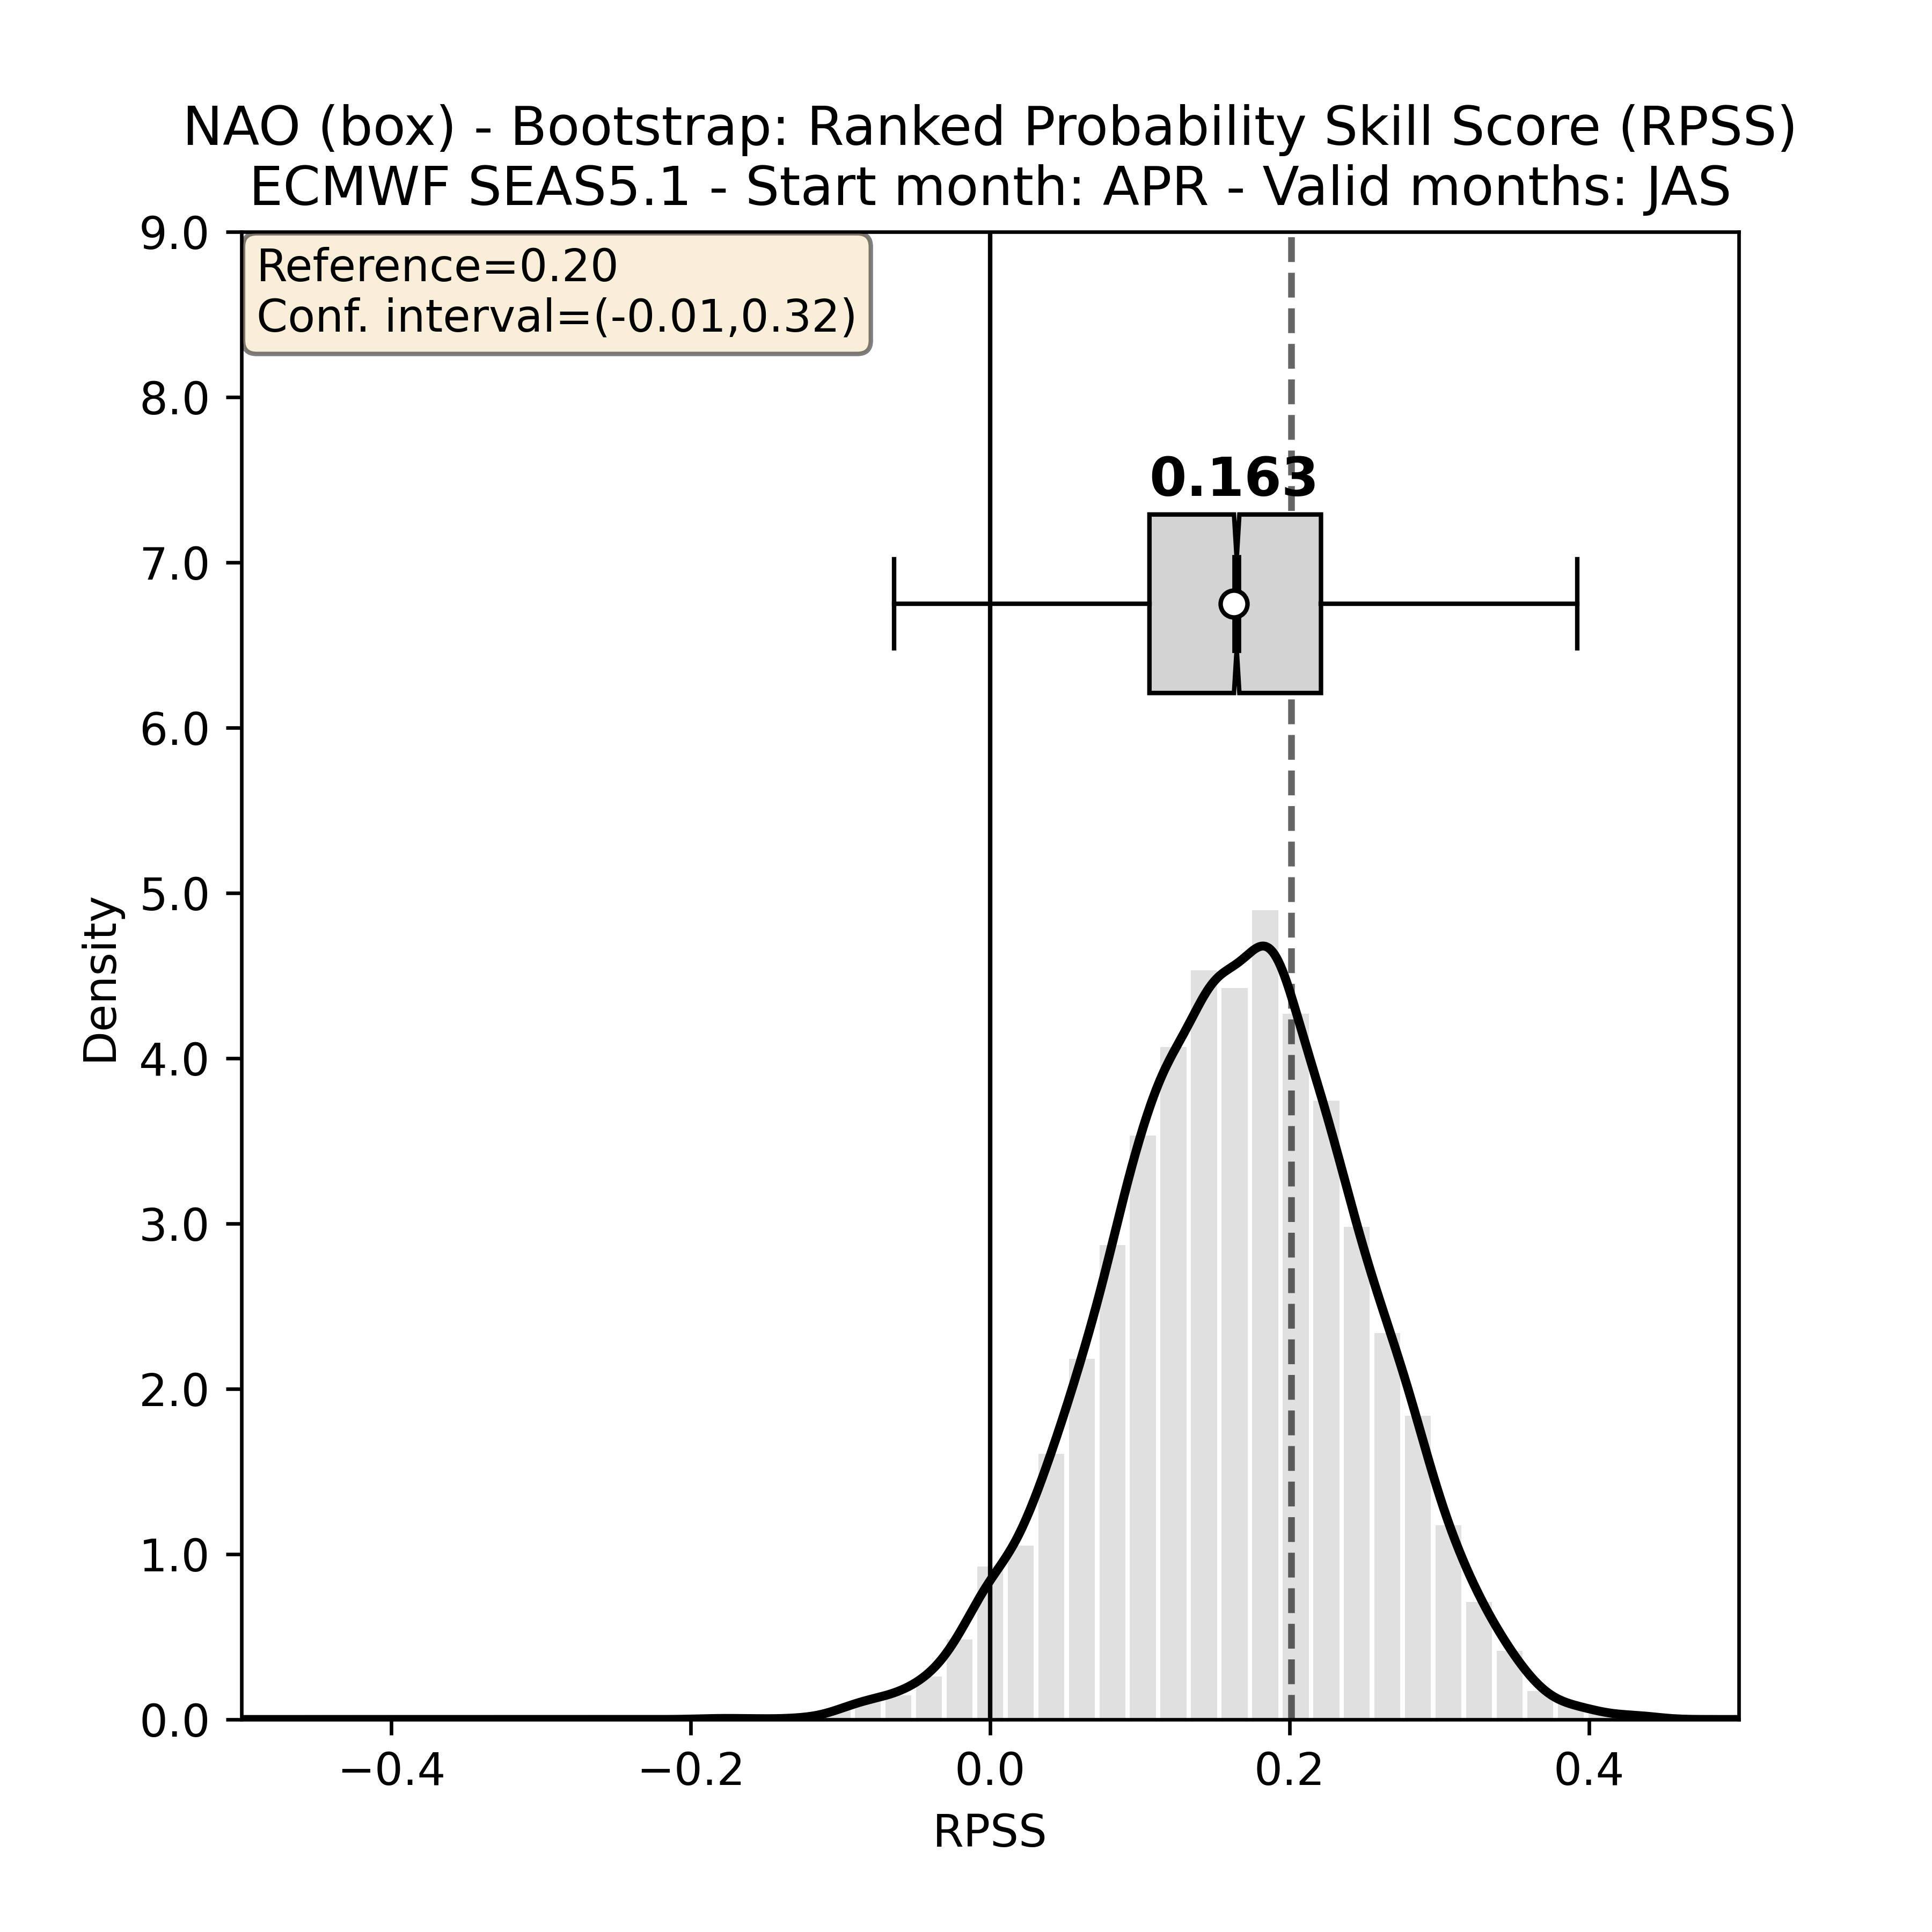 NAO (box) - Bootstrap: Ranked Probability Skill Score (RPSS)
ECMWF SEAS5.1 - Start month: APR - Valid months: JAS
Reference=0.20
Conf. interval=(-0.01,0.32)
0.163
9.0
8.0
7.0
6.0
5.0
4.0
3.0
2.0
1.0
0.0
Density
−0.4
−0.2
0.0
0.2
0.4
RPSS